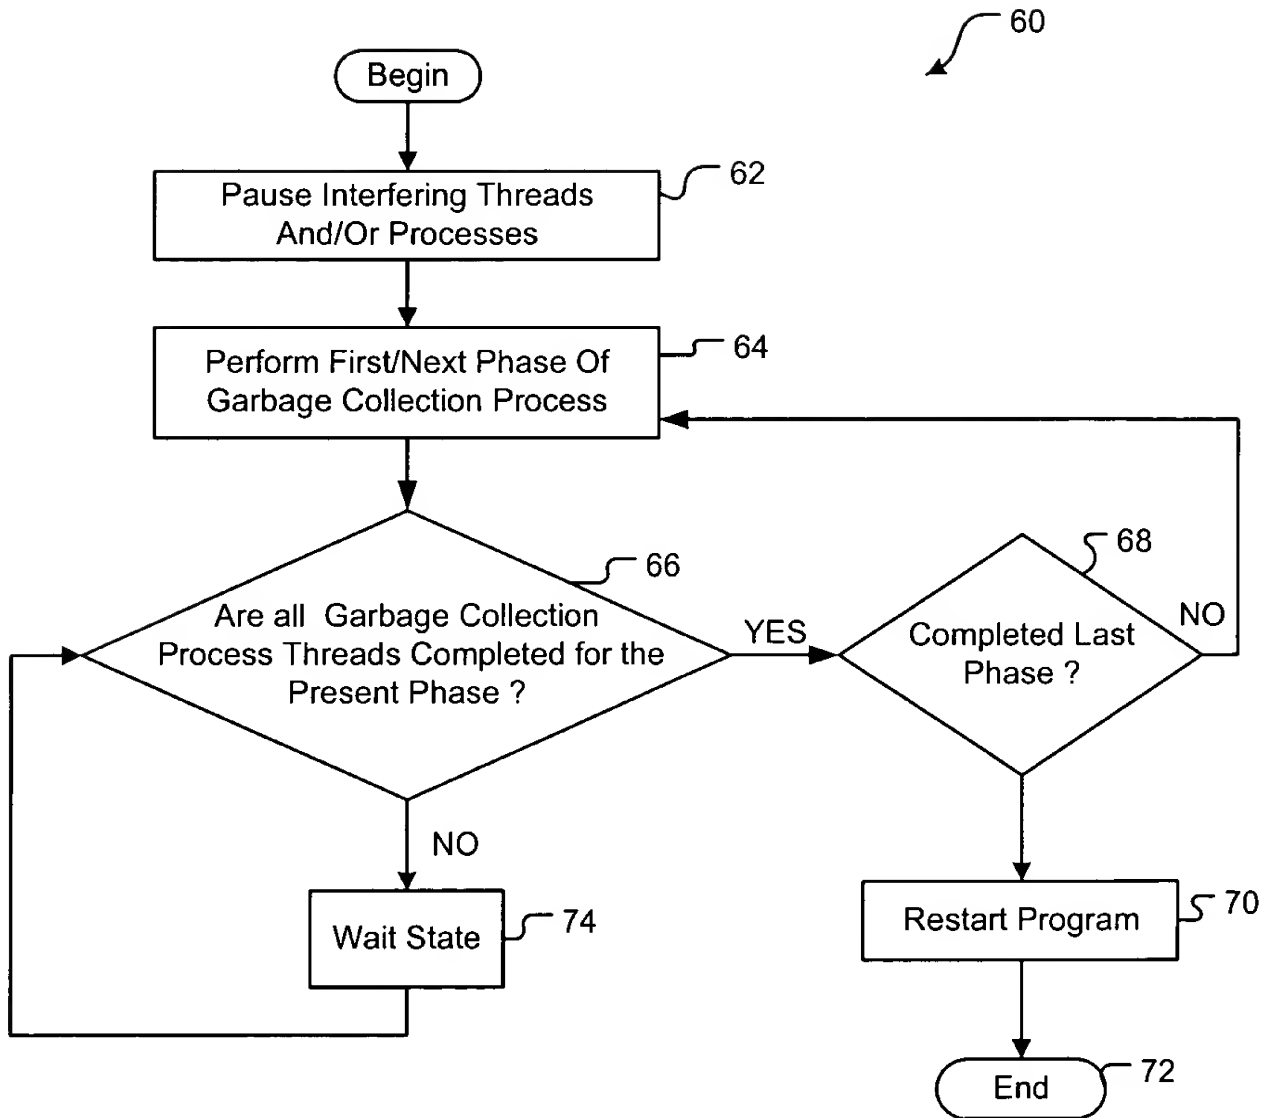 60
Begin
62
Pause Interfering Threads
And/Or Processes
64
Perform First/Next Phase Of
Garbage Collection Process
66
Are all Garbage Collection
Process Threads Completed for the
Present Phase ?
YES
68
Completed Last
Phase ?
NO
NO
74
Wait State
70
Restart Program
72
End